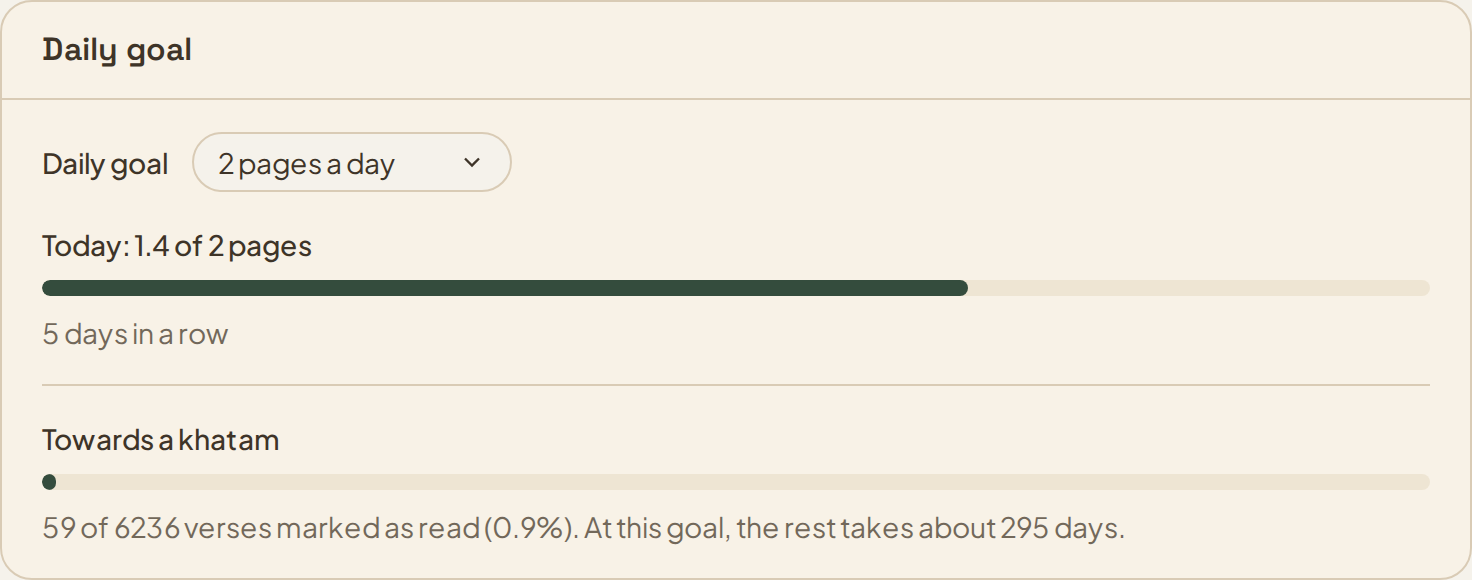 Daily goal
Daily goal 2 pages a day
Today: 1.4 of 2 pages
5 days in a row
Towards a khatam
59 of 6236 verses marked as read (0.9%). At this goal, the rest takes about 295 days.